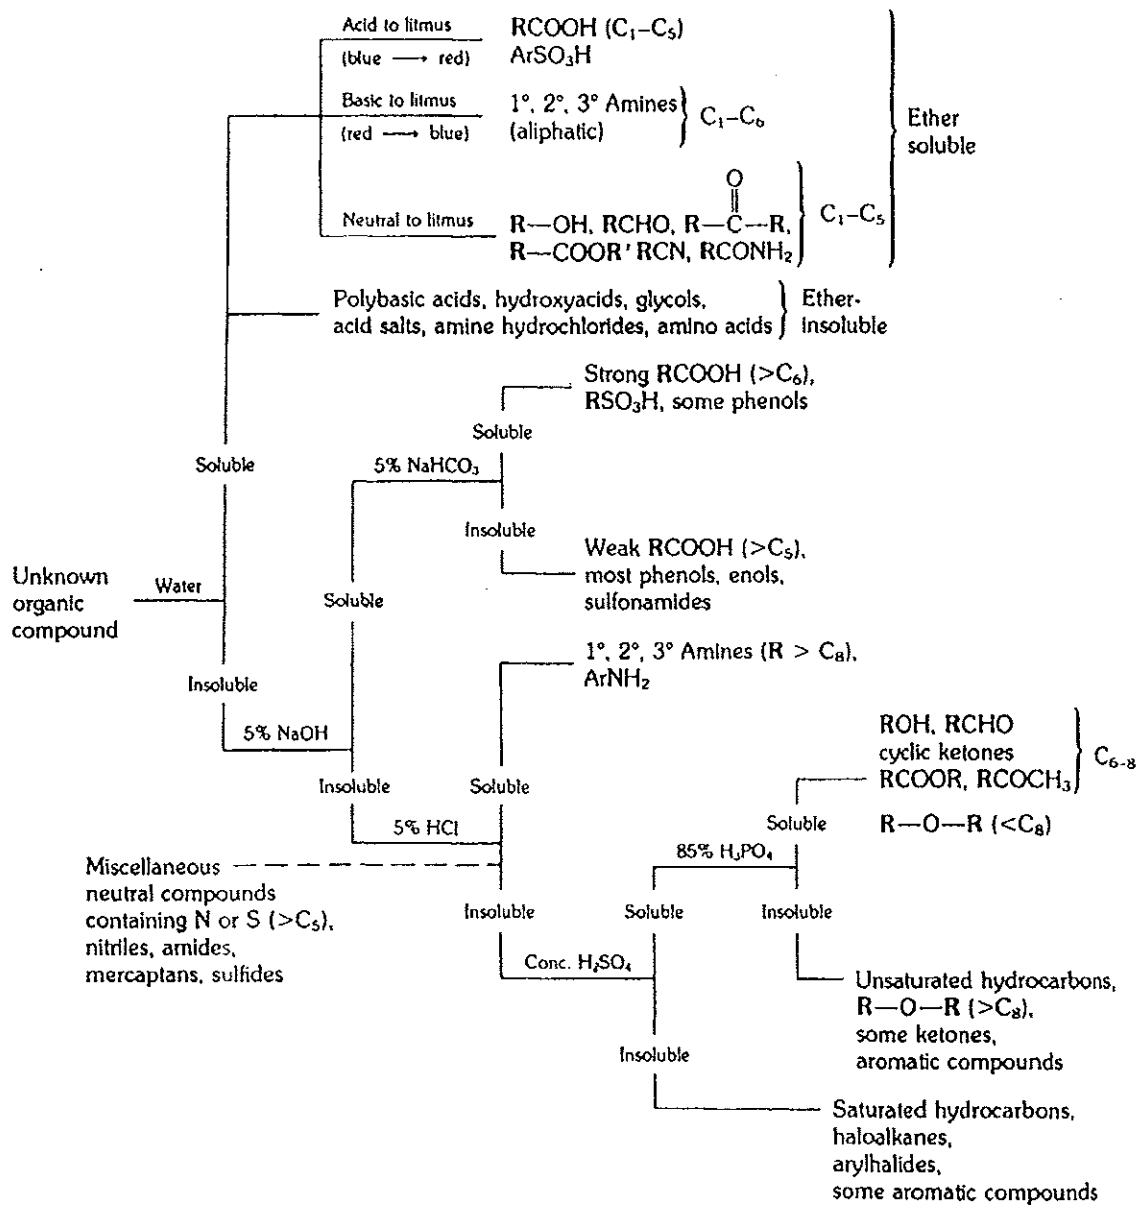 Acid to litmus
(blue ⟶ red)
RCOOH (C₁–C₅)
ArSO₃H
Basic to litmus
(red ⟶ blue)
1°, 2°, 3° Amines
(aliphatic)
C₁–C₆
Ether
soluble
Neutral to litmus
O
R—OH, RCHO, R—C—R,
R—COOR' RCN, RCONH₂
C₁–C₅
Polybasic acids, hydroxyacids, glycols,
acid salts, amine hydrochlorides, amino acids
Ether-
insoluble
Strong RCOOH (>C₆),
RSO₃H, some phenols
Soluble
Soluble
5% NaHCO₃
Insoluble
Weak RCOOH (>C₅),
most phenols, enols,
sulfonamides
Unknown
organic
compound
Water
Soluble
1°, 2°, 3° Amines (R > C₈),
ArNH₂
Insoluble
5% NaOH
ROH, RCHO
cyclic ketones
RCOOR, RCOCH₃
C₆₋₈
Insoluble
Soluble
R—O—R (<C₈)
Soluble
5% HCl
85% H₃PO₄
Miscellaneous
neutral compounds
containing N or S (>C₅),
nitriles, amides,
mercaptans, sulfides
Insoluble
Soluble
Insoluble
Conc. H₂SO₄
Unsaturated hydrocarbons,
R—O—R (>C₈),
some ketones,
aromatic compounds
Insoluble
Saturated hydrocarbons,
haloalkanes,
arylhalides,
some aromatic compounds